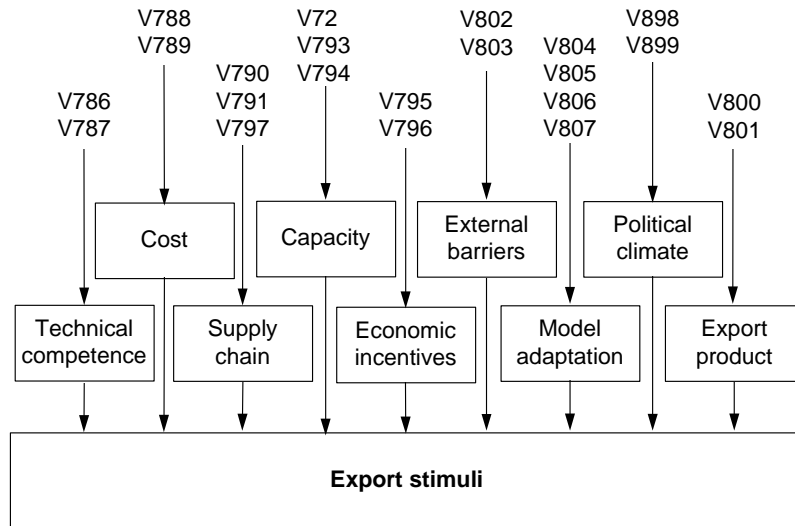 V788
V789
V72
V793
V794
V802
V803
V898
V899
V804
V805
V806
V807
V790
V791
V797
V786
V787
V795
V796
V800
V801
Cost
Capacity
External
barriers
Political
climate
Technical
competence
Supply
chain
Economic
incentives
Model
adaptation
Export
product
Export stimuli